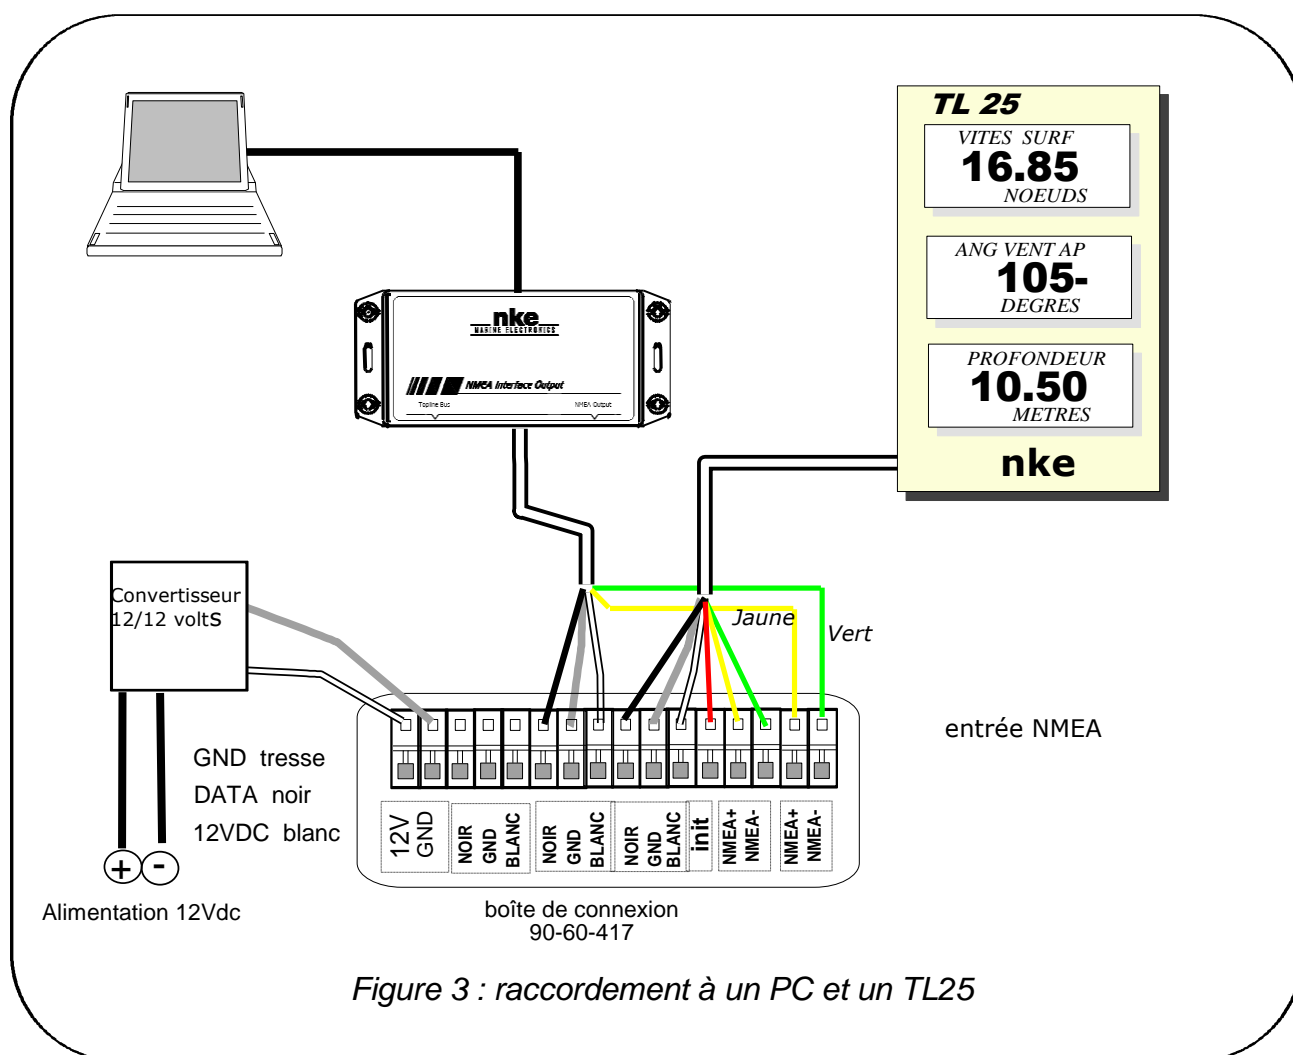 TL 25
VITES SURF
16.85
NOEUDS
ANG VENT AP
105-
DEGRES
PROFONDEUR
10.50
METRES
nke
nke
MARINE ELECTRONICS
NMEA Interface Output
Topline Bus
NMEA Output
Convertisseur
12/12 voltS
Jaune
Vert
entrée NMEA
GND tresse
DATA noir
12VDC blanc
12V
GND
NOIR
GND
BLANC
NOIR
GND
BLANC
NOIR
GND
BLANC
init
NMEA+
NMEA-
NMEA+
NMEA-
+
-
Alimentation 12Vdc
boîte de connexion
90-60-417
Figure 3 : raccordement à un PC et un TL25